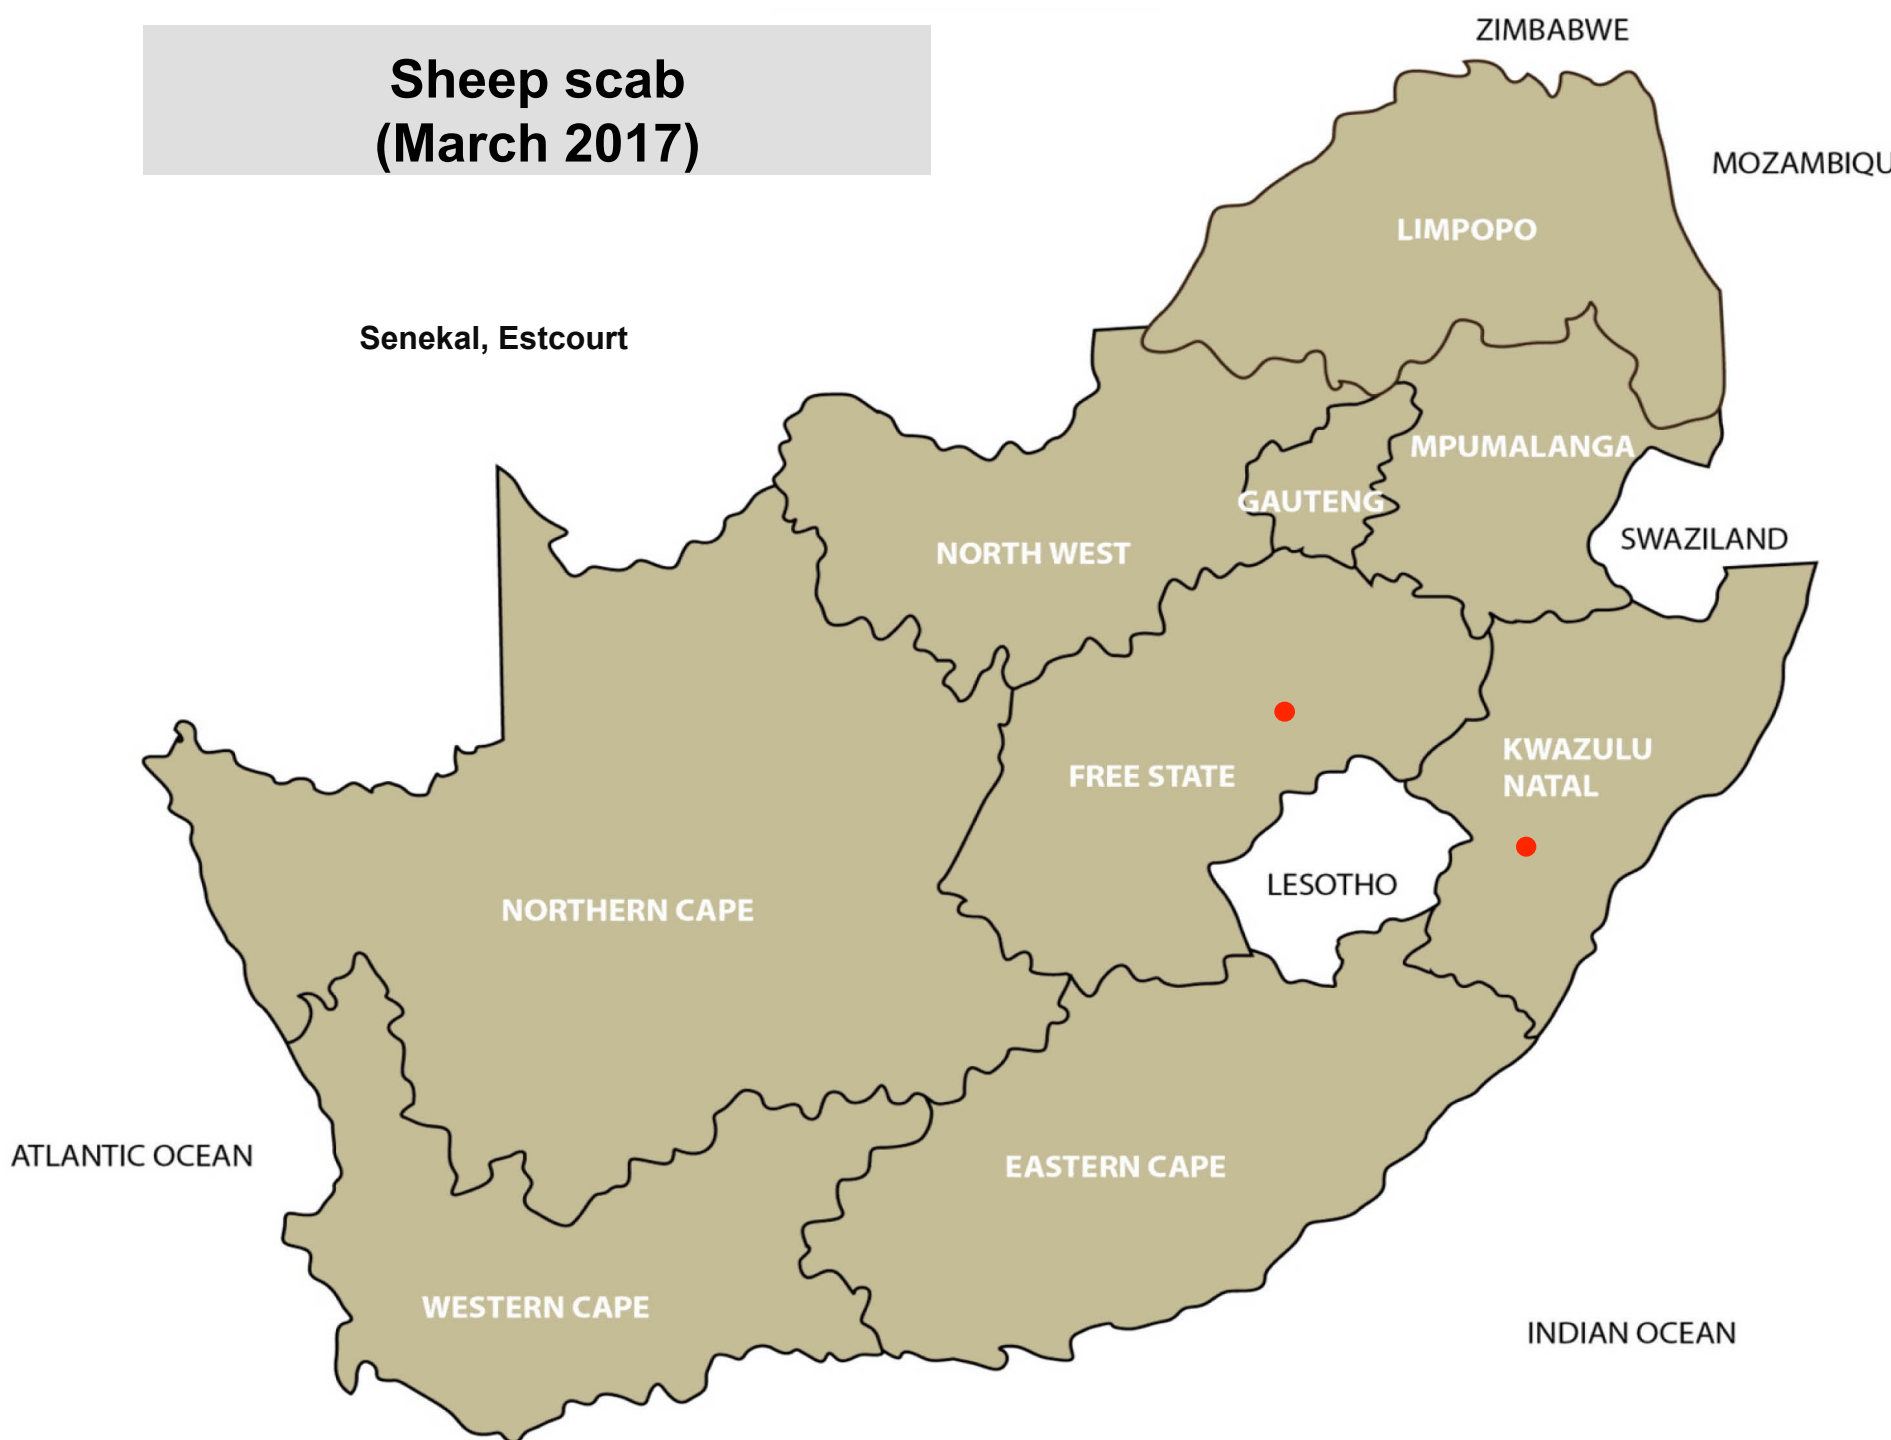 Sheep scab
(March 2017)
ZIMBABWE
MOZAMBIQU
LIMPOPO
Senekal, Estcourt
MPUMALANGA
GAUTENG
SWAZILAND
NORTH WEST
KWAZULU
NATAL
FREE STATE
LESOTHO
NORTHERN CAPE
ATLANTIC OCEAN
EASTERN CAPE
WESTERN CAPE
INDIAN OCEAN